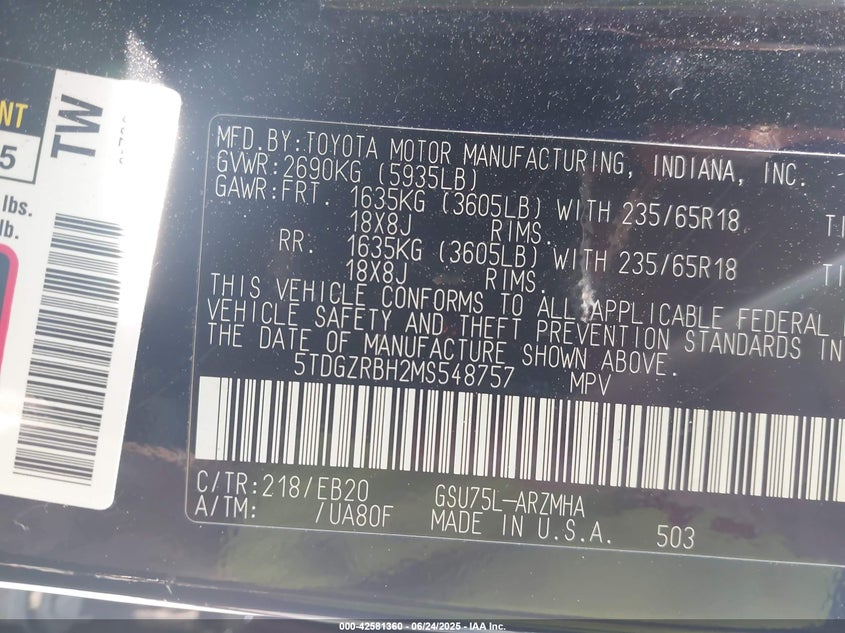 NT
5
TW
lbs.
lb.
MFD.BY:TOYOTA MOTOR MANUFACTURING, INDIANA, INC.
GVWR:2690KG (5935LB)
GAWR:FRT. 1635KG (3605LB) WITH 235/65R18 TI
18X8J RIMS.
RR. 1635KG (3605LB) WITH 235/65R18 TI
18X8J RIMS.
THIS VEHICLE CONFORMS TO ALL APPLICABLE FEDERAL
VEHICLE SAFETY AND THEFT PREVENTION STANDARDS IN
THE DATE OF MANUFACTURE SHOWN ABOVE.
5TDGZRBH2MS548757 MPV
C/TR:218/EB20 GSU75L-ARZMHA
A/TM: /UA80F MADE IN U.S.A. 503
000-42581360 - 06/24/2025 - IAA Inc.